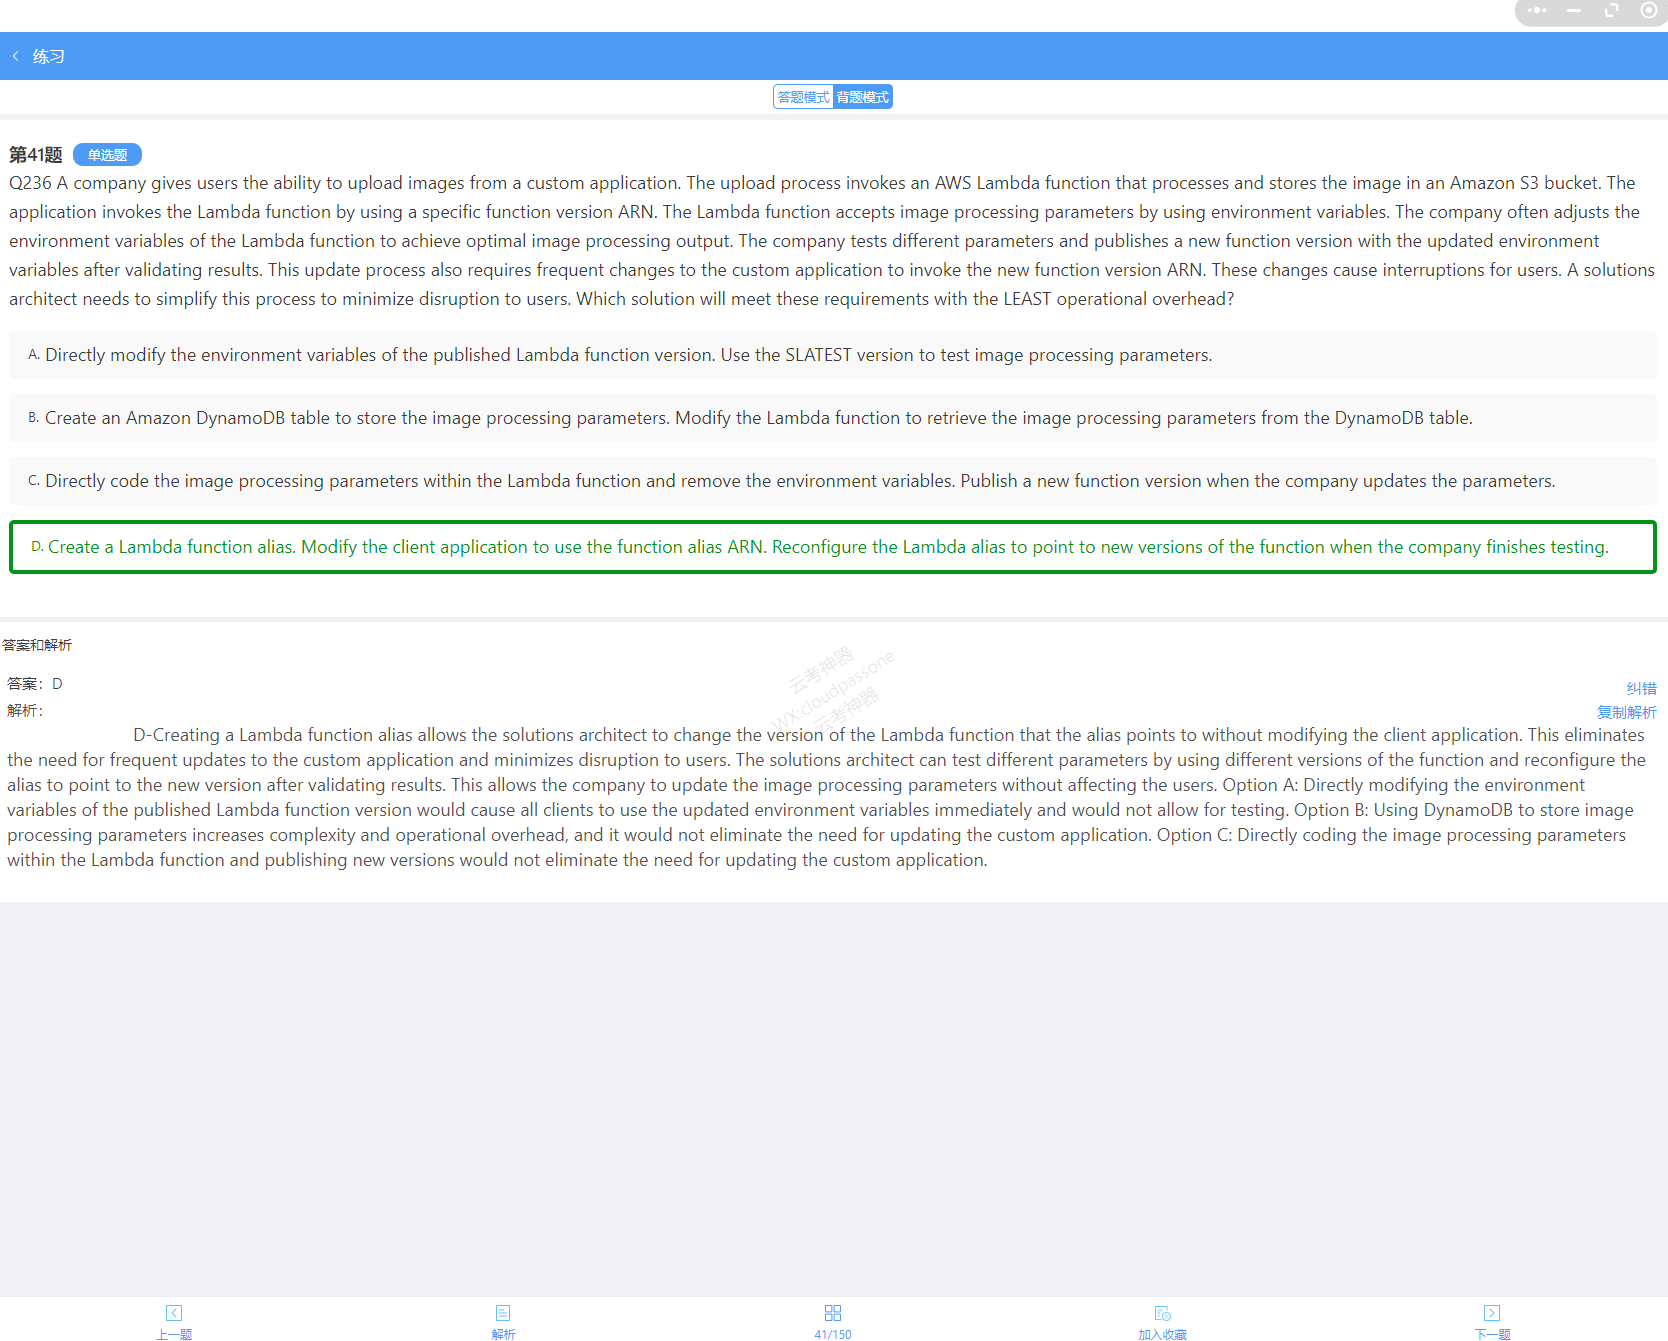 练习
答题模式 背题模式
第41题 单选题
Q236 A company gives users the ability to upload images from a custom application. The upload process invokes an AWS Lambda function that processes and stores the image in an Amazon S3 bucket. The
application invokes the Lambda function by using a specific function version ARN. The Lambda function accepts image processing parameters by using environment variables. The company often adjusts the
environment variables of the Lambda function to achieve optimal image processing output. The company tests different parameters and publishes a new function version with the updated environment
variables after validating results. This update process also requires frequent changes to the custom application to invoke the new function version ARN. These changes cause interruptions for users. A solutions
architect needs to simplify this process to minimize disruption to users. Which solution will meet these requirements with the LEAST operational overhead?
A. Directly modify the environment variables of the published Lambda function version. Use the SLATEST version to test image processing parameters.
B. Create an Amazon DynamoDB table to store the image processing parameters. Modify the Lambda function to retrieve the image processing parameters from the DynamoDB table.
C. Directly code the image processing parameters within the Lambda function and remove the environment variables. Publish a new function version when the company updates the parameters.
D. Create a Lambda function alias. Modify the client application to use the function alias ARN. Reconfigure the Lambda alias to point to new versions of the function when the company finishes testing.
答案和解析
云考神器
WX:cloudpassone
云考神器
答案：D
纠错
解析：
复制解析
D-Creating a Lambda function alias allows the solutions architect to change the version of the Lambda function that the alias points to without modifying the client application. This eliminates
the need for frequent updates to the custom application and minimizes disruption to users. The solutions architect can test different parameters by using different versions of the function and reconfigure the
alias to point to the new version after validating results. This allows the company to update the image processing parameters without affecting the users. Option A: Directly modifying the environment
variables of the published Lambda function version would cause all clients to use the updated environment variables immediately and would not allow for testing. Option B: Using DynamoDB to store image
processing parameters increases complexity and operational overhead, and it would not eliminate the need for updating the custom application. Option C: Directly coding the image processing parameters
within the Lambda function and publishing new versions would not eliminate the need for updating the custom application.
上一题 解析 41/150 加入收藏 下一题